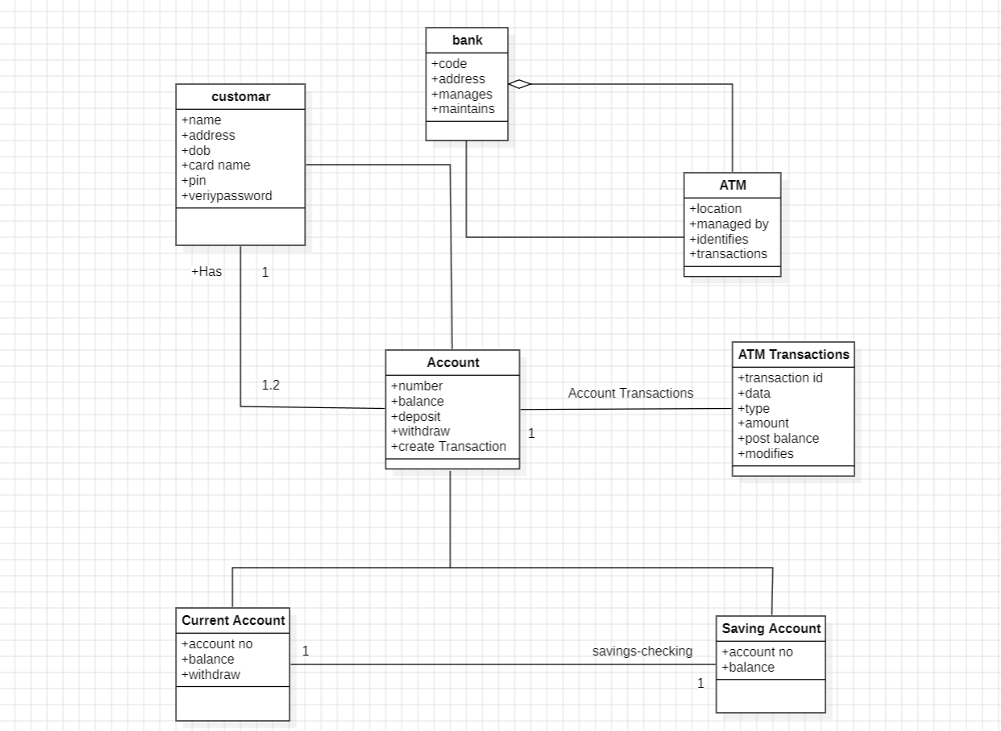 bank
+code
+address
+manages
+maintains
customar
+name
+address
+dob
+card name
+pin
+veriypassword
ATM
+location
+managed by
+identifies
+transactions
+Has
1
1.2
Account
+number
+balance
+deposit
+withdraw
+create Transaction
Account Transactions
1
ATM Transactions
+transaction id
+data
+type
+amount
+post balance
+modifies
Current Account
+account no
+balance
+withdraw
1
savings-checking
1
Saving Account
+account no
+balance